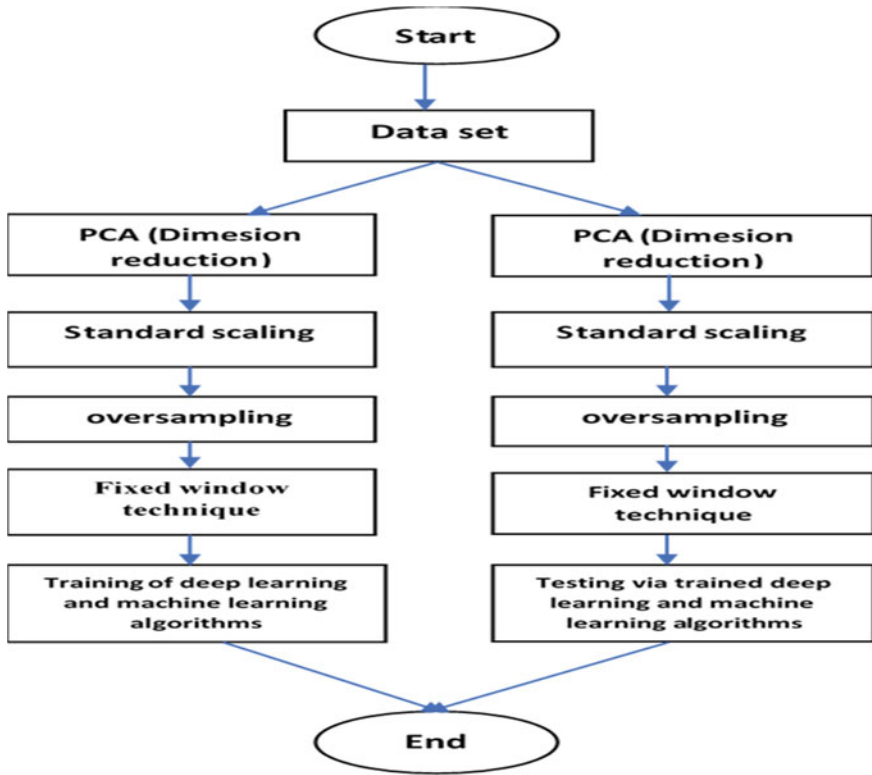 Start
Data set
PCA (Dimesion
reduction)
Standard scaling
oversampling
Fixed window
technique
Training of deep learning
and machine learning
algorithms
PCA (Dimesion
reduction)
Standard scaling
oversampling
Fixed window
technique
Testing via trained deep
learning and machine
learning algorithms
End